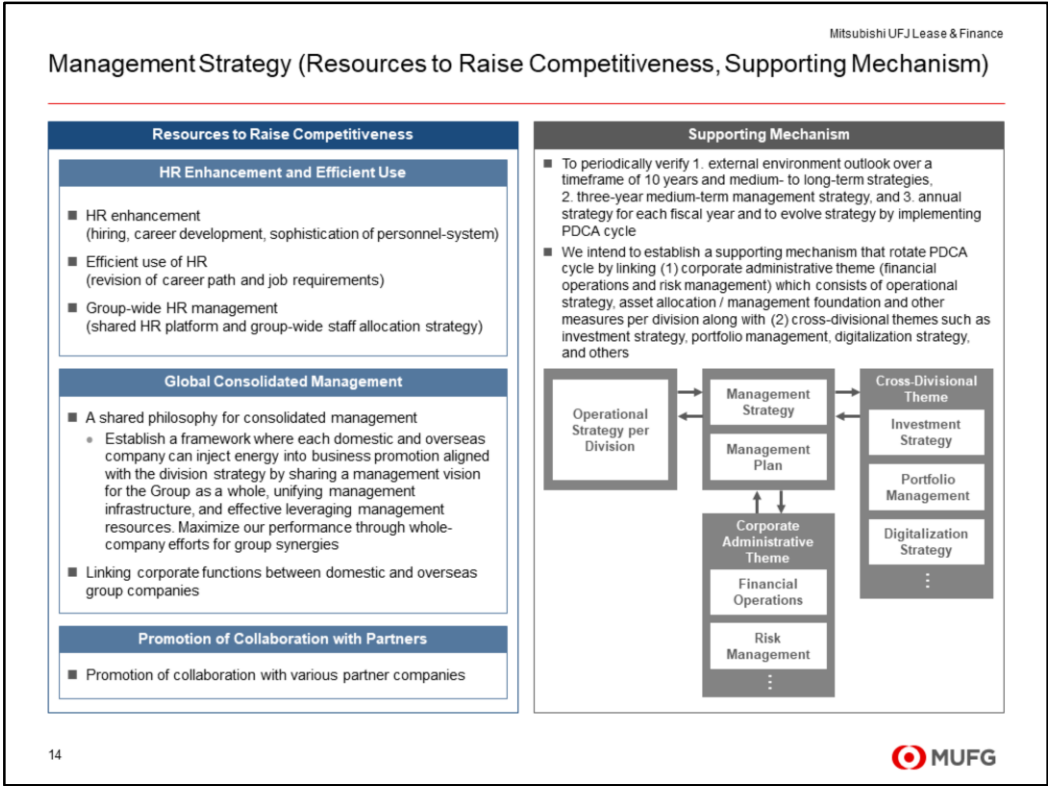 Mitsubishi UFJ Lease & Finance
Management Strategy (Resources to Raise Competitiveness, Supporting Mechanism)
Resources to Raise Competitiveness
HR Enhancement and Efficient Use
■ HR enhancement
(hiring, career development, sophistication of personnel-system)
■ Efficient use of HR
(revision of career path and job requirements)
■ Group-wide HR management
(shared HR platform and group-wide staff allocation strategy)
Global Consolidated Management
■ A shared philosophy for consolidated management
● Establish a framework where each domestic and overseas
company can inject energy into business promotion aligned
with the division strategy by sharing a management vision
for the Group as a whole, unifying management
infrastructure, and effective leveraging management
resources. Maximize our performance through whole-
company efforts for group synergies
■ Linking corporate functions between domestic and overseas
group companies
Promotion of Collaboration with Partners
■ Promotion of collaboration with various partner companies
Supporting Mechanism
■ To periodically verify 1. external environment outlook over a
timeframe of 10 years and medium- to long-term strategies,
2. three-year medium-term management strategy, and 3. annual
strategy for each fiscal year and to evolve strategy by implementing
PDCA cycle
■ We intend to establish a supporting mechanism that rotate PDCA
cycle by linking (1) corporate administrative theme (financial
operations and risk management) which consists of operational
strategy, asset allocation / management foundation and other
measures per division along with (2) cross-divisional themes such as
investment strategy, portfolio management, digitalization strategy,
and others
Operational
Strategy per
Division
Management
Strategy
Management
Plan
Cross-Divisional
Theme
Investment
Strategy
Portfolio
Management
Digitalization
Strategy
⋮
Corporate
Administrative
Theme
Financial
Operations
Risk
Management
⋮
14
MUFG